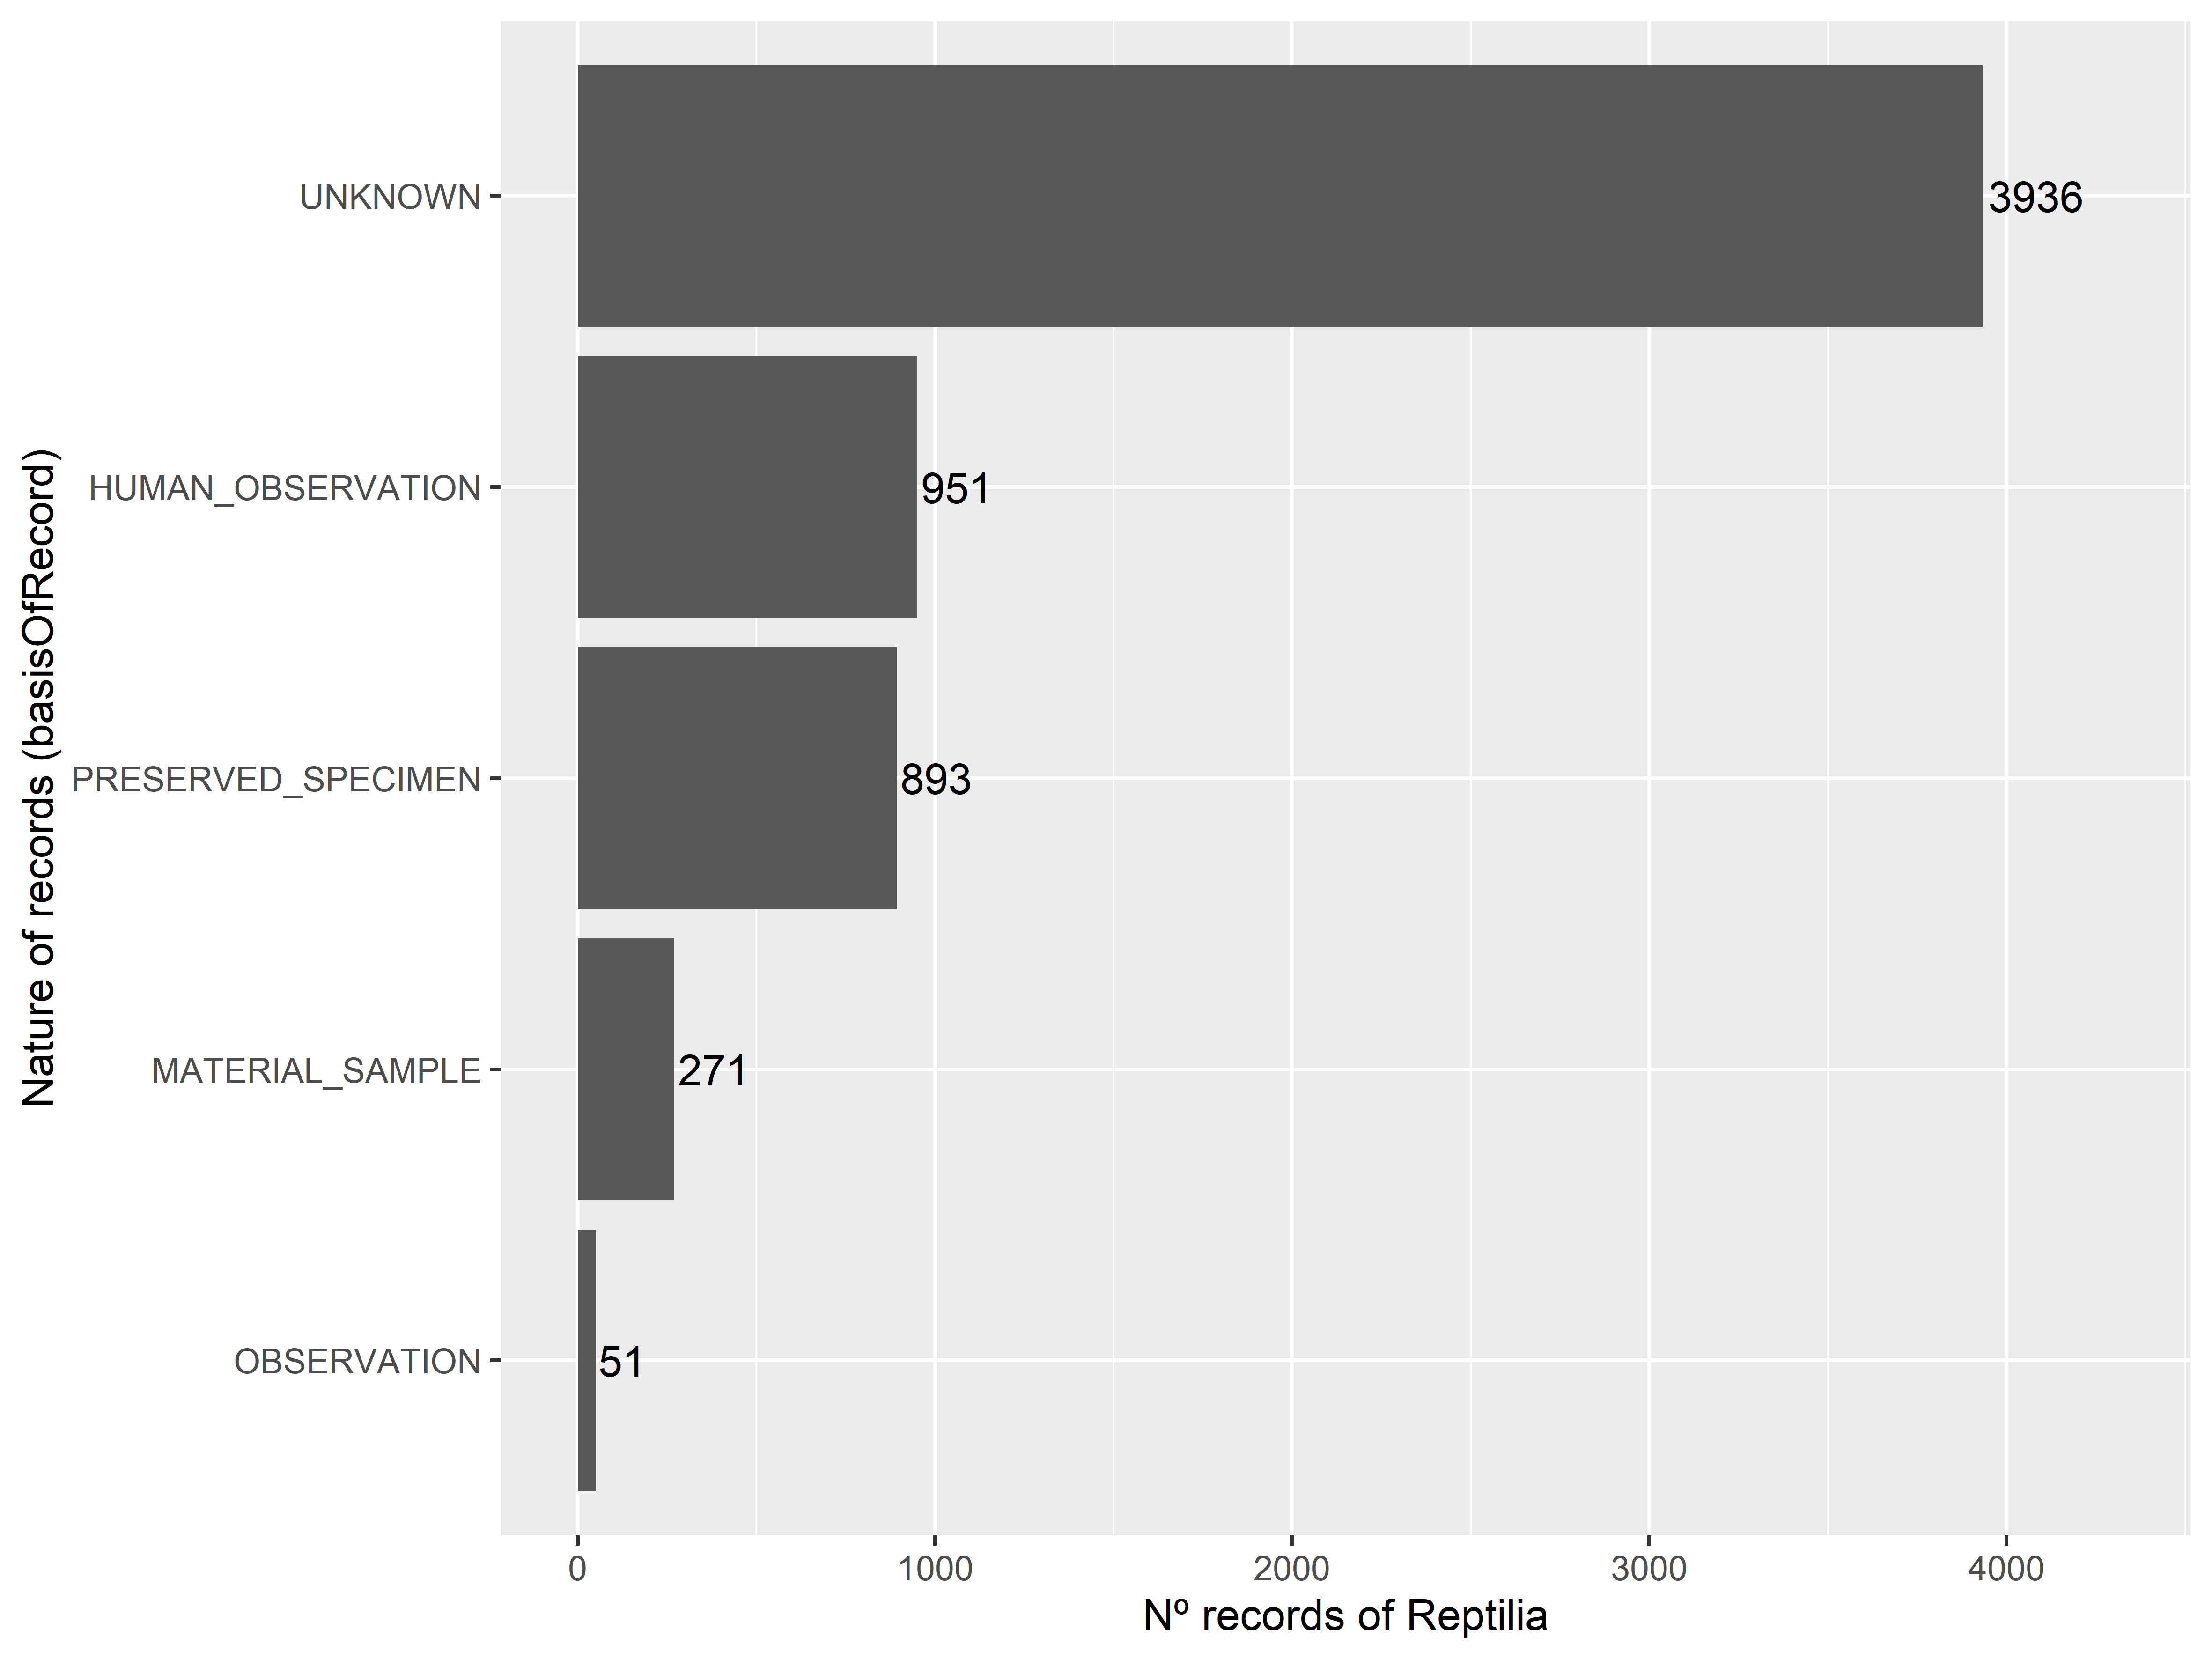 Nature of records (basisOfRecord)
UNKNOWN
3936
HUMAN_OBSERVATION
951
PRESERVED_SPECIMEN
893
MATERIAL_SAMPLE
271
OBSERVATION
51
0 1000 2000 3000 4000
Nº records of Reptilia